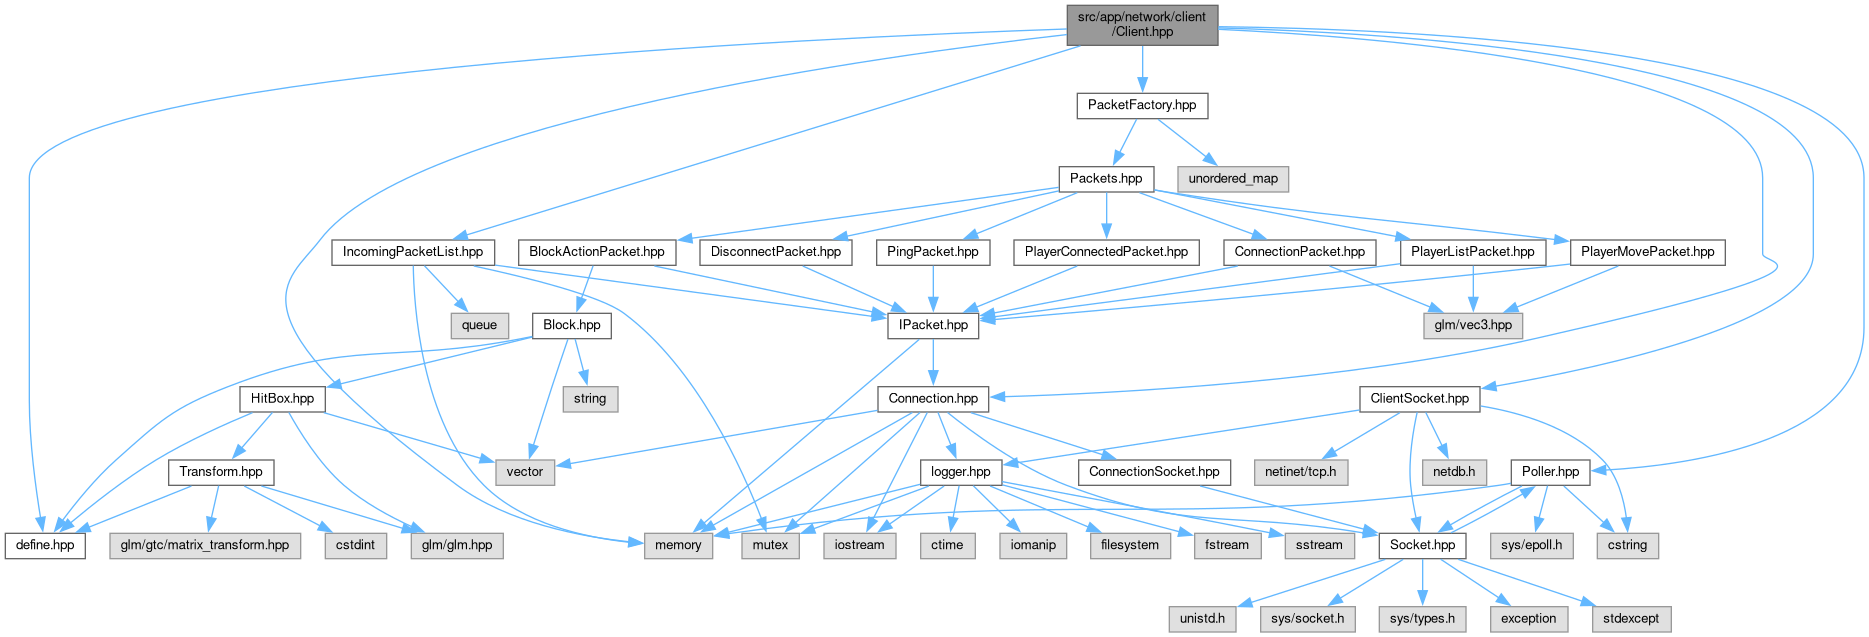 src/app/network/client
/Client.hpp
PacketFactory.hpp
Packets.hpp
unordered_map
IncomingPacketList.hpp
BlockActionPacket.hpp
DisconnectPacket.hpp
PingPacket.hpp
PlayerConnectedPacket.hpp
ConnectionPacket.hpp
PlayerListPacket.hpp
PlayerMovePacket.hpp
queue
Block.hpp
IPacket.hpp
glm/vec3.hpp
HitBox.hpp
string
Connection.hpp
ClientSocket.hpp
Transform.hpp
vector
logger.hpp
ConnectionSocket.hpp
netinet/tcp.h
netdb.h
Poller.hpp
define.hpp
glm/gtc/matrix_transform.hpp
cstdint
glm/glm.hpp
memory
mutex
iostream
ctime
iomanip
filesystem
fstream
sstream
Socket.hpp
sys/epoll.h
cstring
unistd.h
sys/socket.h
sys/types.h
exception
stdexcept